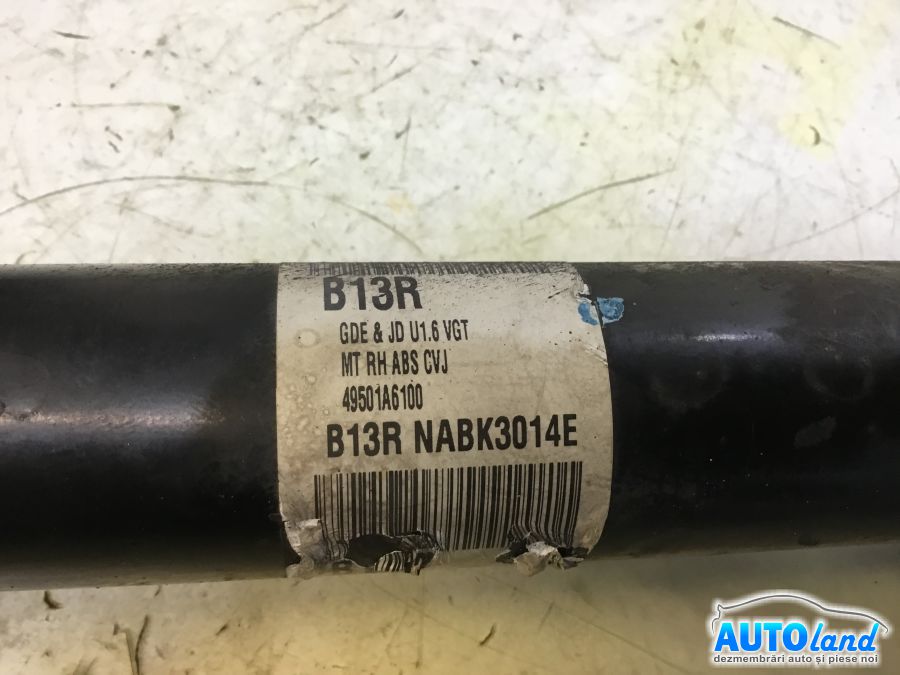 B13R
GDE & JD U1.6 VGT
MT RH ABS CVJ
49501A6100
B13R NABK3014E
AUTOland
dezmembrări auto și piese noi